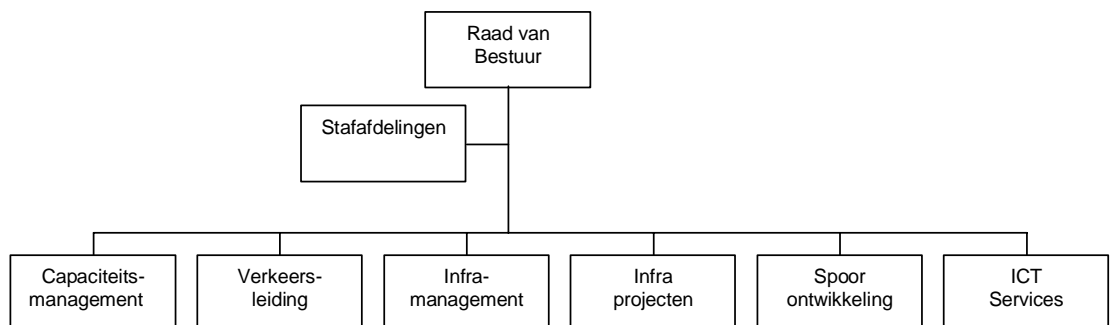 Raad van
Bestuur
Stafafdelingen
Capaciteits-
management
Verkeers-
leiding
Infra-
management
Infra
projecten
Spoor
ontwikkeling
ICT
Services